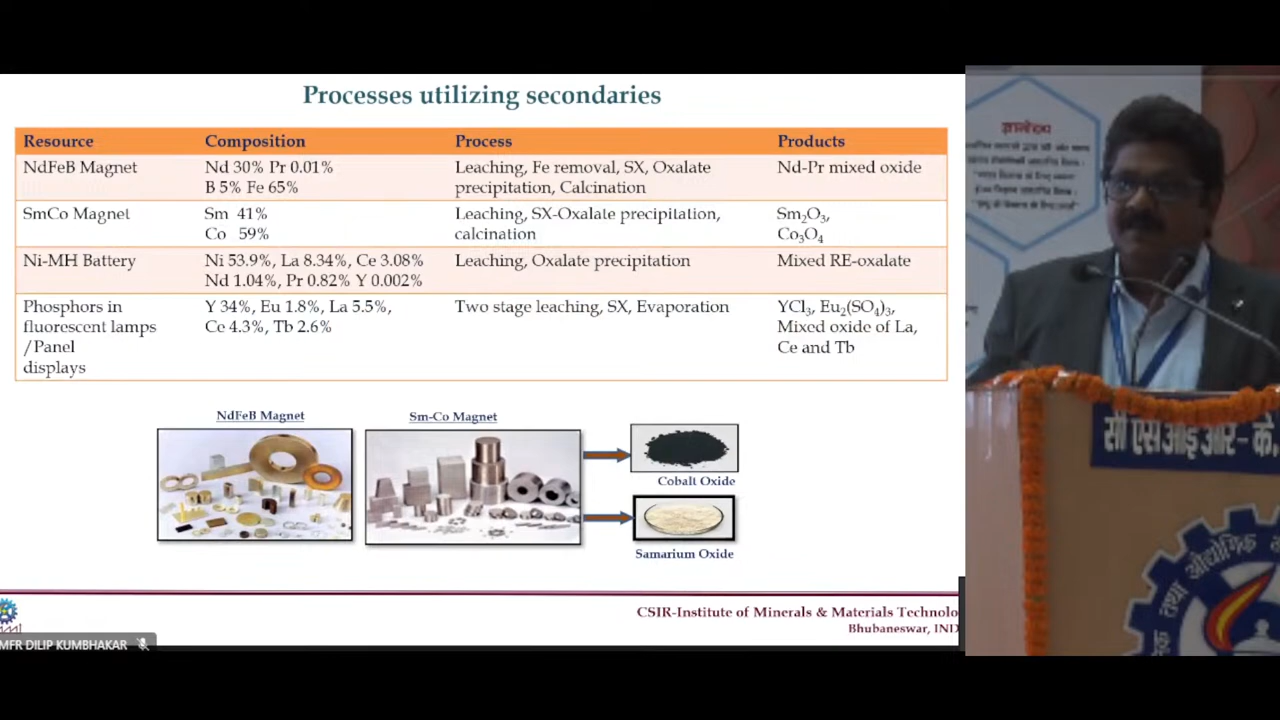 Processes utilizing secondaries
Resource Composition Process Products
NdFeB Magnet Nd 30% Pr 0.01% Leaching, Fe removal, SX, Oxalate Nd-Pr mixed oxide
B 5% Fe 65% precipitation, Calcination
SmCo Magnet Sm 41% Leaching, SX-Oxalate precipitation, Sm₂O₃,
Co 59% calcination Co₃O₄
Ni-MH Battery Ni 53.9%, La 8.34%, Ce 3.08% Leaching, Oxalate precipitation Mixed RE-oxalate
Nd 1.04%, Pr 0.82% Y 0.002%
Phosphors in Y 34%, Eu 1.8%, La 5.5%, Two stage leaching, SX, Evaporation YCl₃, Eu₂(SO₄)₃,
fluorescent lamps Ce 4.3%, Tb 2.6% Mixed oxide of La,
/Panel Ce and Tb
displays
NdFeB Magnet Sm-Co Magnet
Cobalt Oxide
Samarium Oxide
CSIR-Institute of Minerals & Materials Technolo
Bhubaneswar, IND
MFR DILIP KUMBHAKAR
सी एस आई आर- के.
तथा औद्योगिक